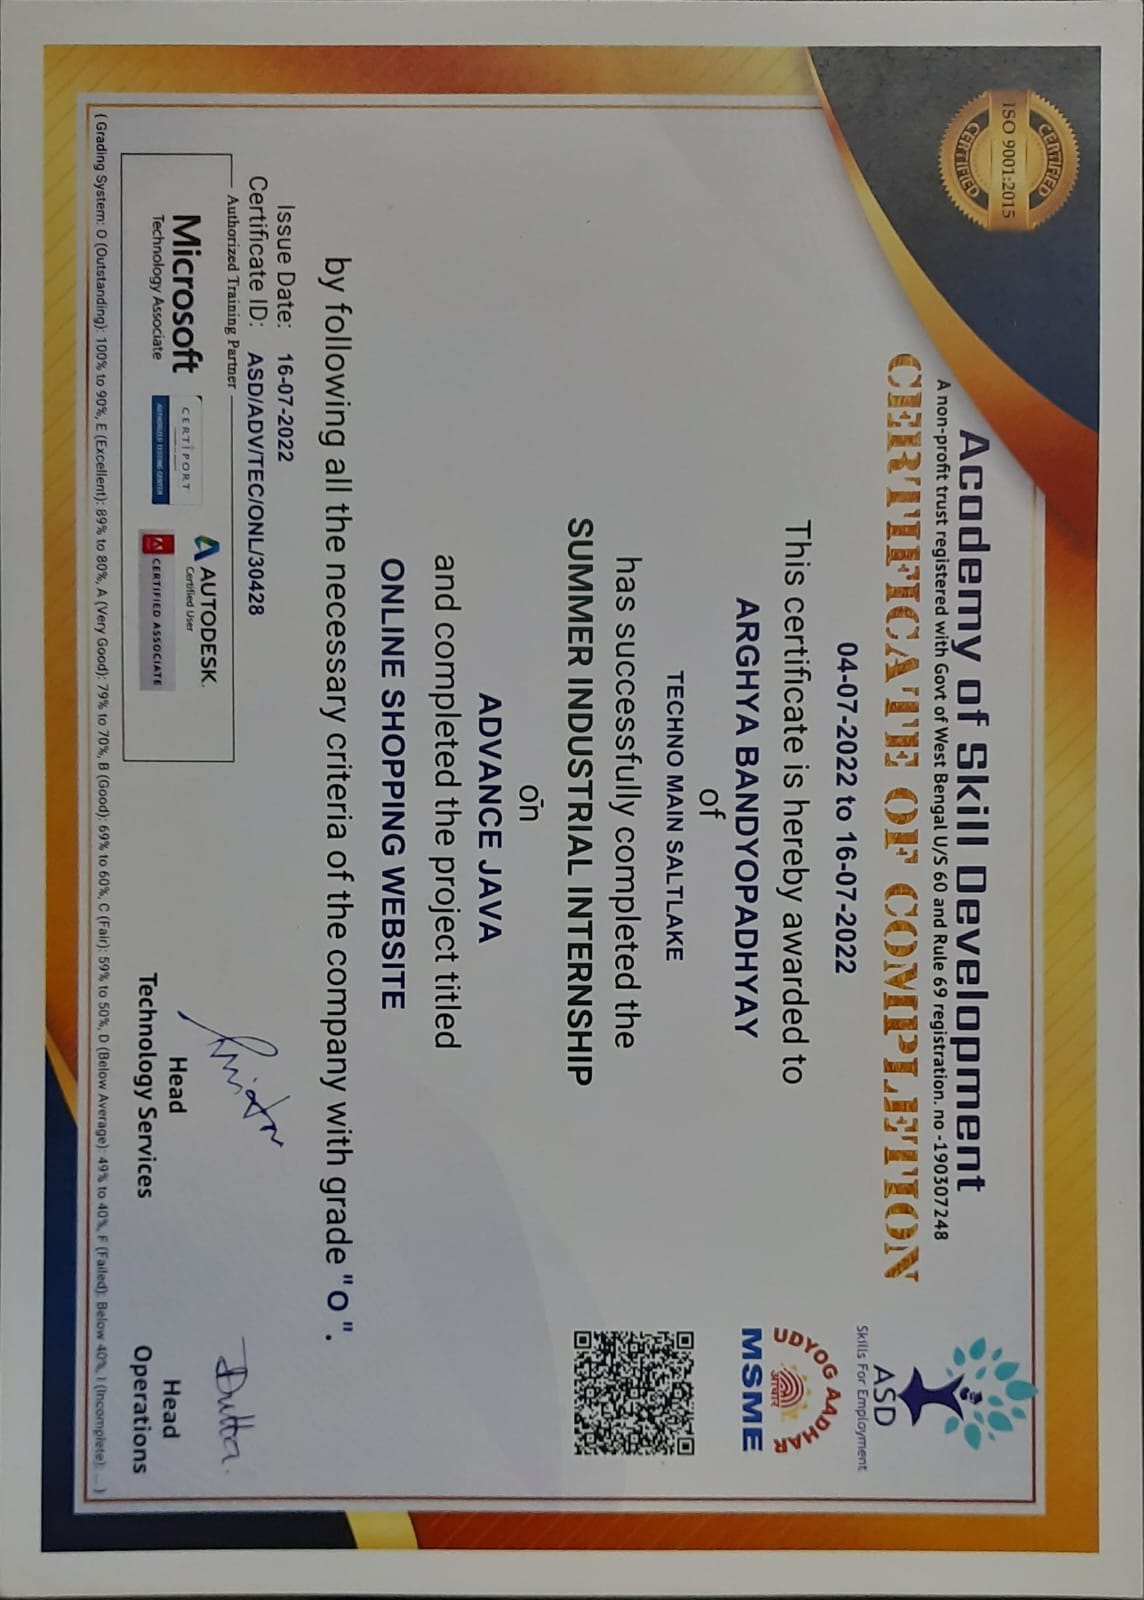 CERTIFIED
ISO 9001:2015
CERTIFIED
Academy of Skill Development
A non-profit trust registered with Govt of West Bengal U/S 60 and Rule 69 registration. no -190307248
CERTIFICATE OF COMPLETION
ASD
Skills For Employment
04-07-2022 to 16-07-2022
This certificate is hereby awarded to
UDYOG AADHAR
आधार
MSME
ARGHYA BANDYOPADHYAY
of
TECHNO MAIN SALTLAKE
has successfully completed the
SUMMER INDUSTRIAL INTERNSHIP
on
ADVANCE JAVA
and completed the project titled
ONLINE SHOPPING WEBSITE
by following all the necessary criteria of the company with grade "O ".
Issue Date: 16-07-2022
Certificate ID: ASD/ADV/TEC/ONL/30428
Authorized Training Partner
Microsoft
Technology Associate
CERTIPORT
AUTHORIZED TESTING CENTER
AUTODESK.
Certified User
CERTIFIED ASSOCIATE
Head
Technology Services
Dutta
Head
Operations
( Grading System: O (Outstanding): 100% to 90%, E (Excellent): 89% to 80%, A (Very Good): 79% to 70%, B (Good): 69% to 60%, C (Fair): 59% to 50%, D (Below Average): 49% to 40%, F (Failed): Below 40%, I (Incomplete): ... )